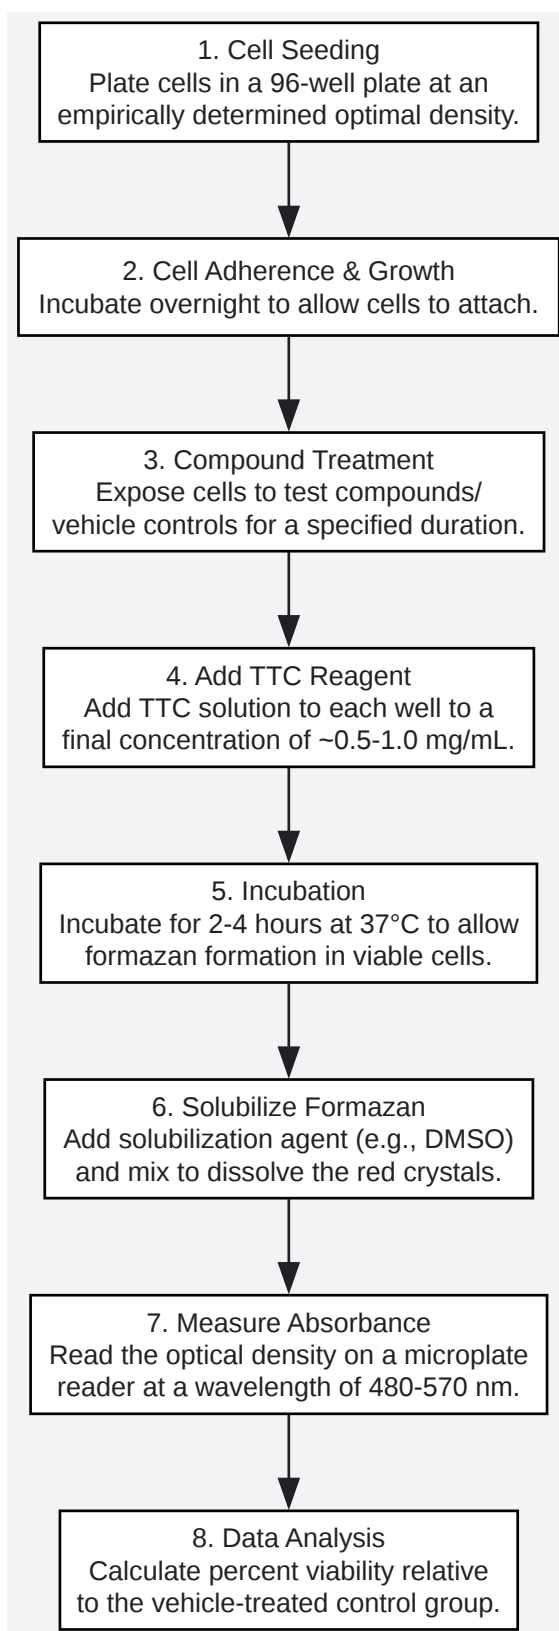 1. Cell Seeding
Plate cells in a 96-well plate at an
empirically determined optimal density.
2. Cell Adherence & Growth
Incubate overnight to allow cells to attach.
3. Compound Treatment
Expose cells to test compounds/
vehicle controls for a specified duration.
4. Add TTC Reagent
Add TTC solution to each well to a
final concentration of ~0.5-1.0 mg/mL.
5. Incubation
Incubate for 2-4 hours at 37°C to allow
formazan formation in viable cells.
6. Solubilize Formazan
Add solubilization agent (e.g., DMSO)
and mix to dissolve the red crystals.
7. Measure Absorbance
Read the optical density on a microplate
reader at a wavelength of 480-570 nm.
8. Data Analysis
Calculate percent viability relative
to the vehicle-treated control group.